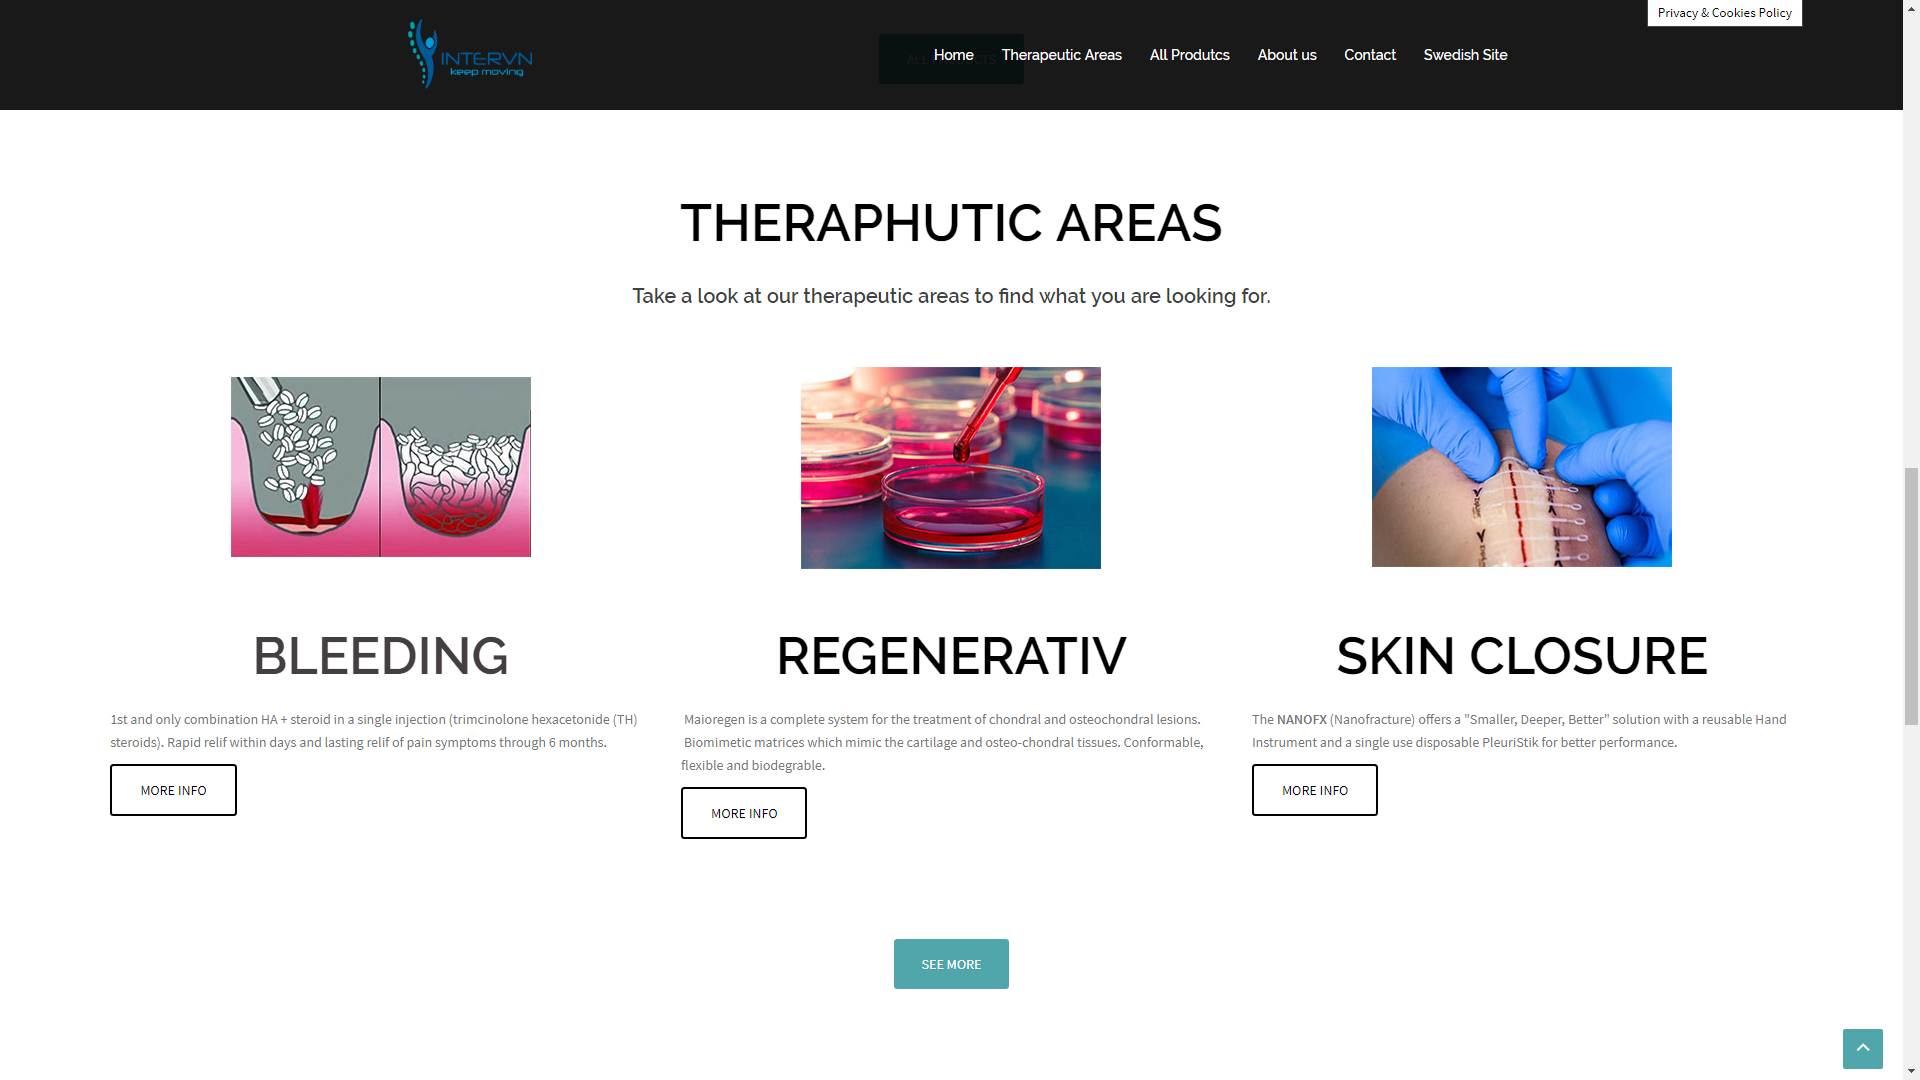 Privacy & Cookies Policy
INTERVN
keep moving
Home
Therapeutic Areas
All Produtcs
About us
Contact
Swedish Site
THERAPHUTIC AREAS
Take a look at our therapeutic areas to find what you are looking for.
BLEEDING
1st and only combination HA + steroid in a single injection (trimcinolone hexacetonide (TH)
steroids). Rapid relif within days and lasting relif of pain symptoms through 6 months.
MORE INFO
REGENERATIV
Maioregen is a complete system for the treatment of chondral and osteochondral lesions.
Biomimetic matrices which mimic the cartilage and osteo-chondral tissues. Conformable,
flexible and biodegrable.
MORE INFO
SKIN CLOSURE
The NANOFX (Nanofracture) offers a "Smaller, Deeper, Better" solution with a reusable Hand
Instrument and a single use disposable PleuriStik for better performance.
MORE INFO
SEE MORE